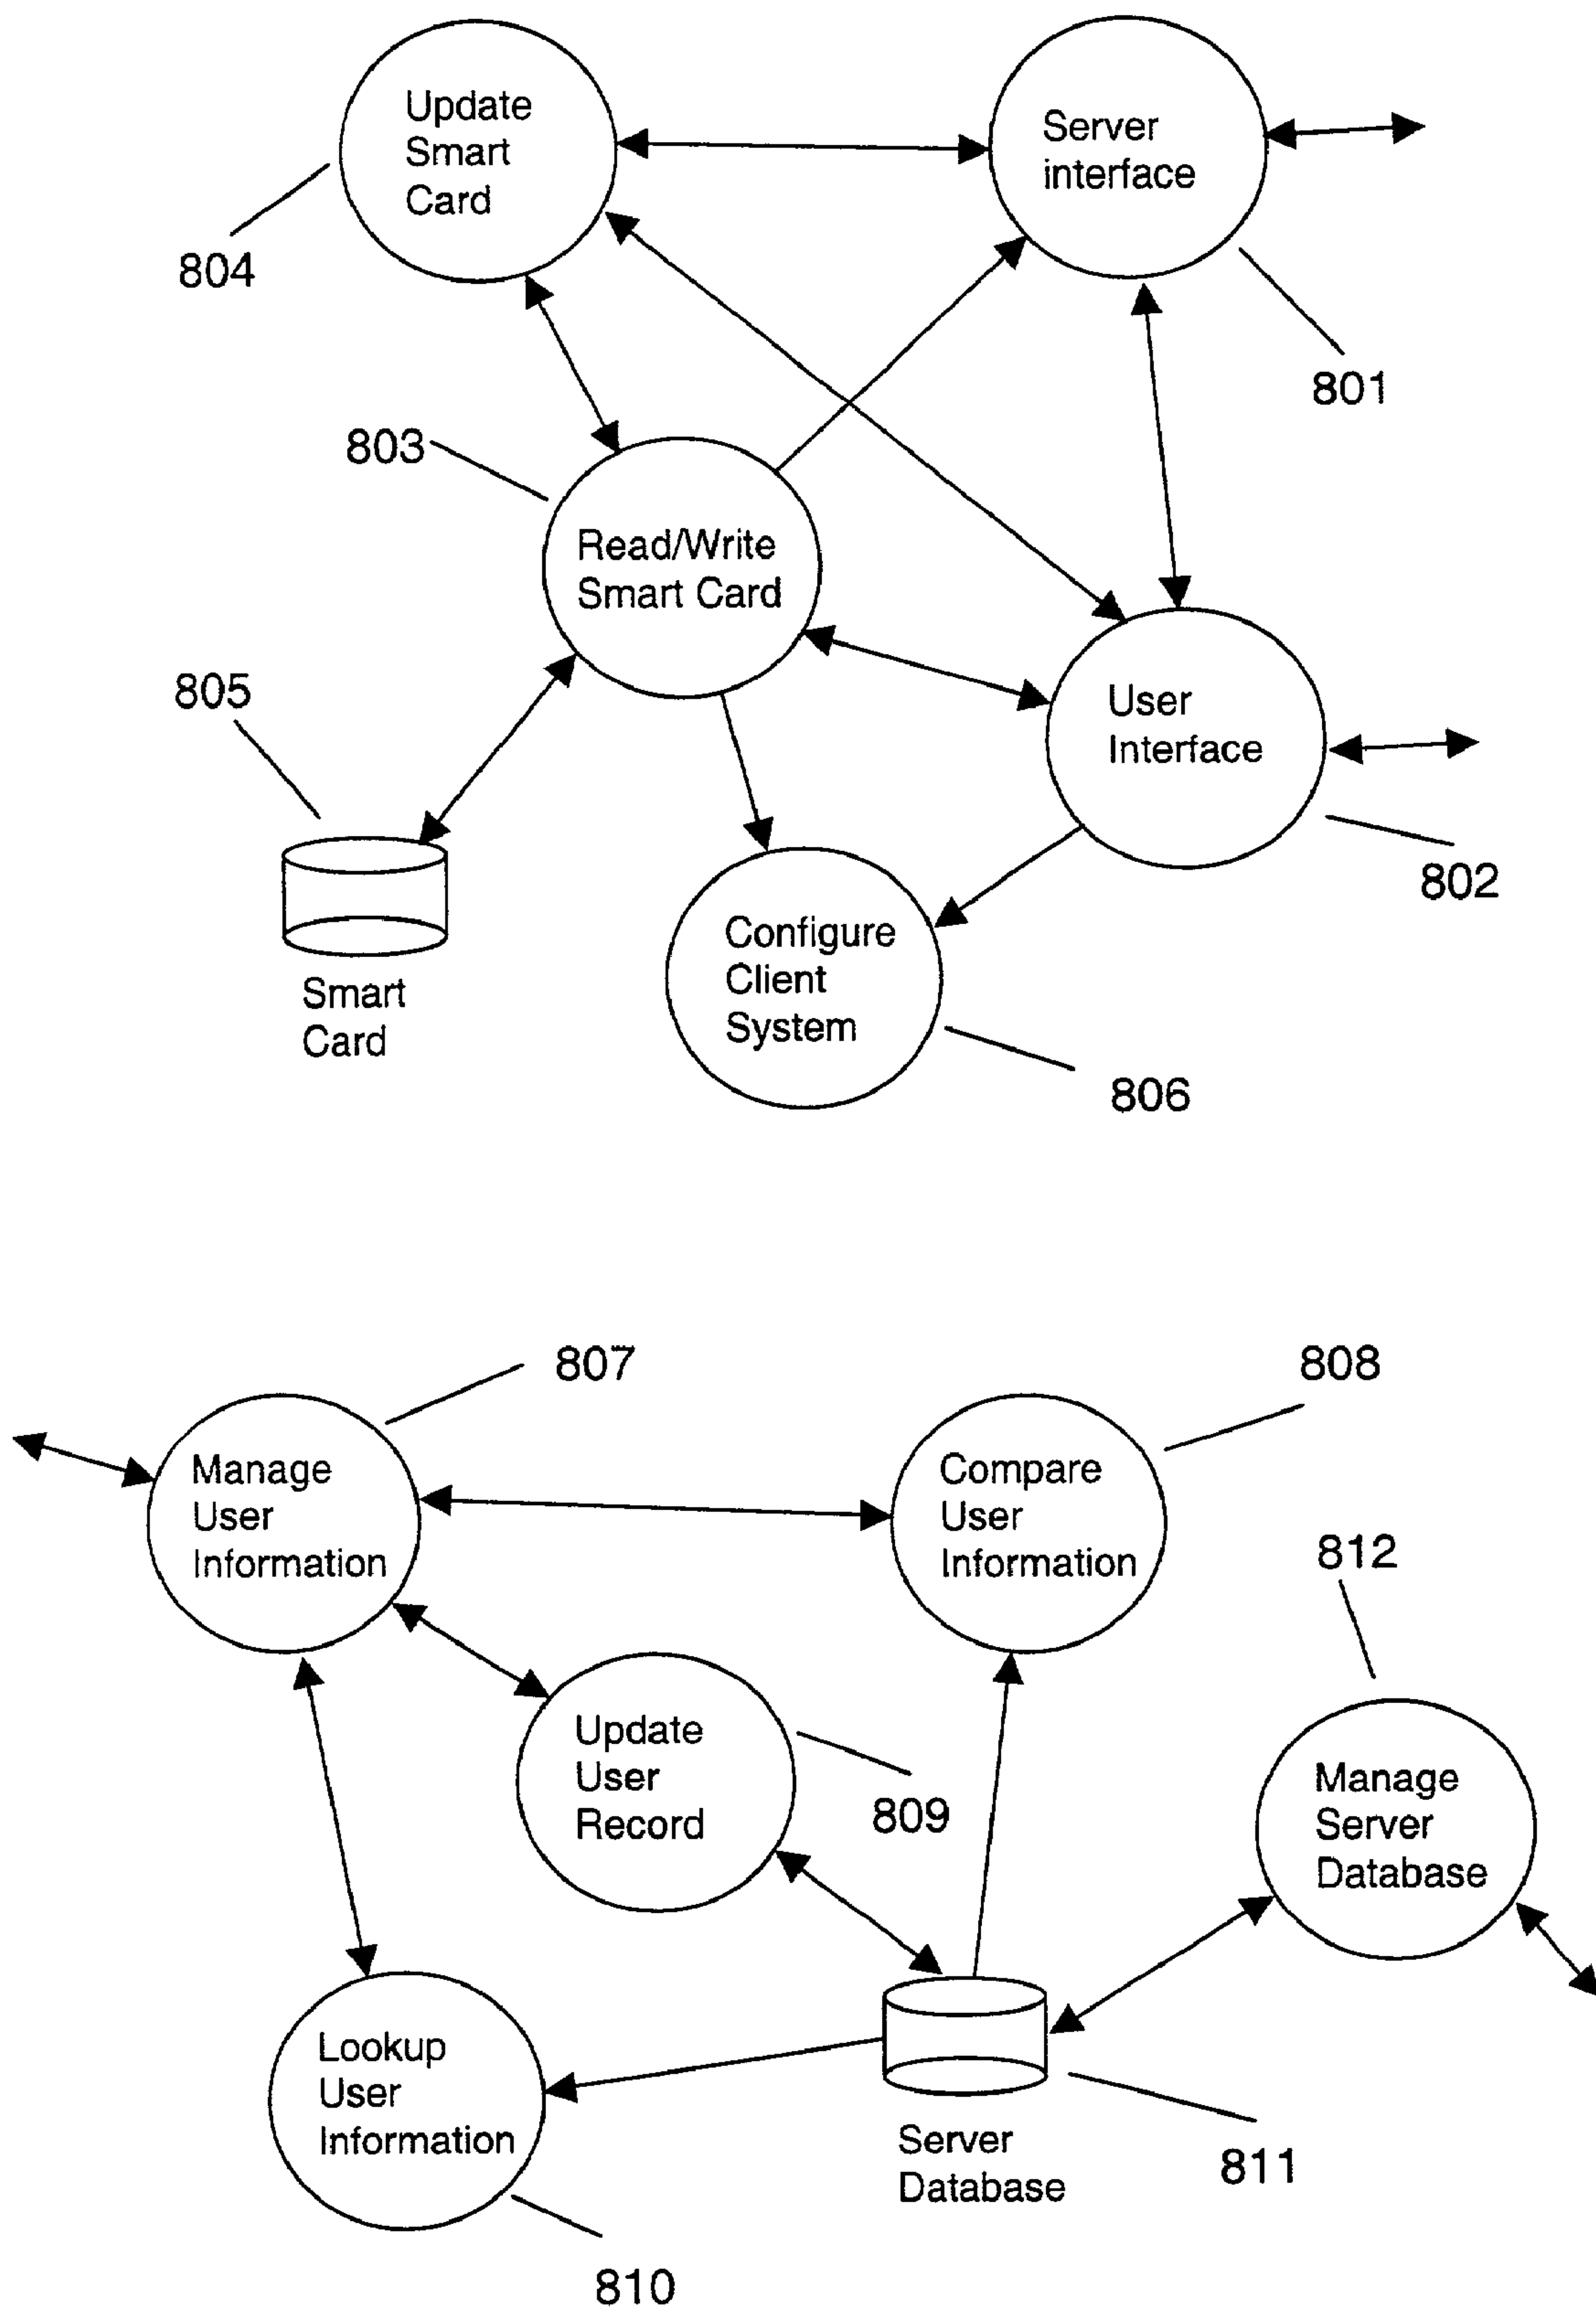 Update
Smart
Card
Server
interface
804
801
803
Read/Write
Smart Card
805
User
Interface
802
Smart
Card
Configure
Client
System
806
807
808
Manage
User
Information
Compare
User
Information
812
Update
User
Record
809
Manage
Server
Database
Lookup
User
Information
Server
Database
811
810